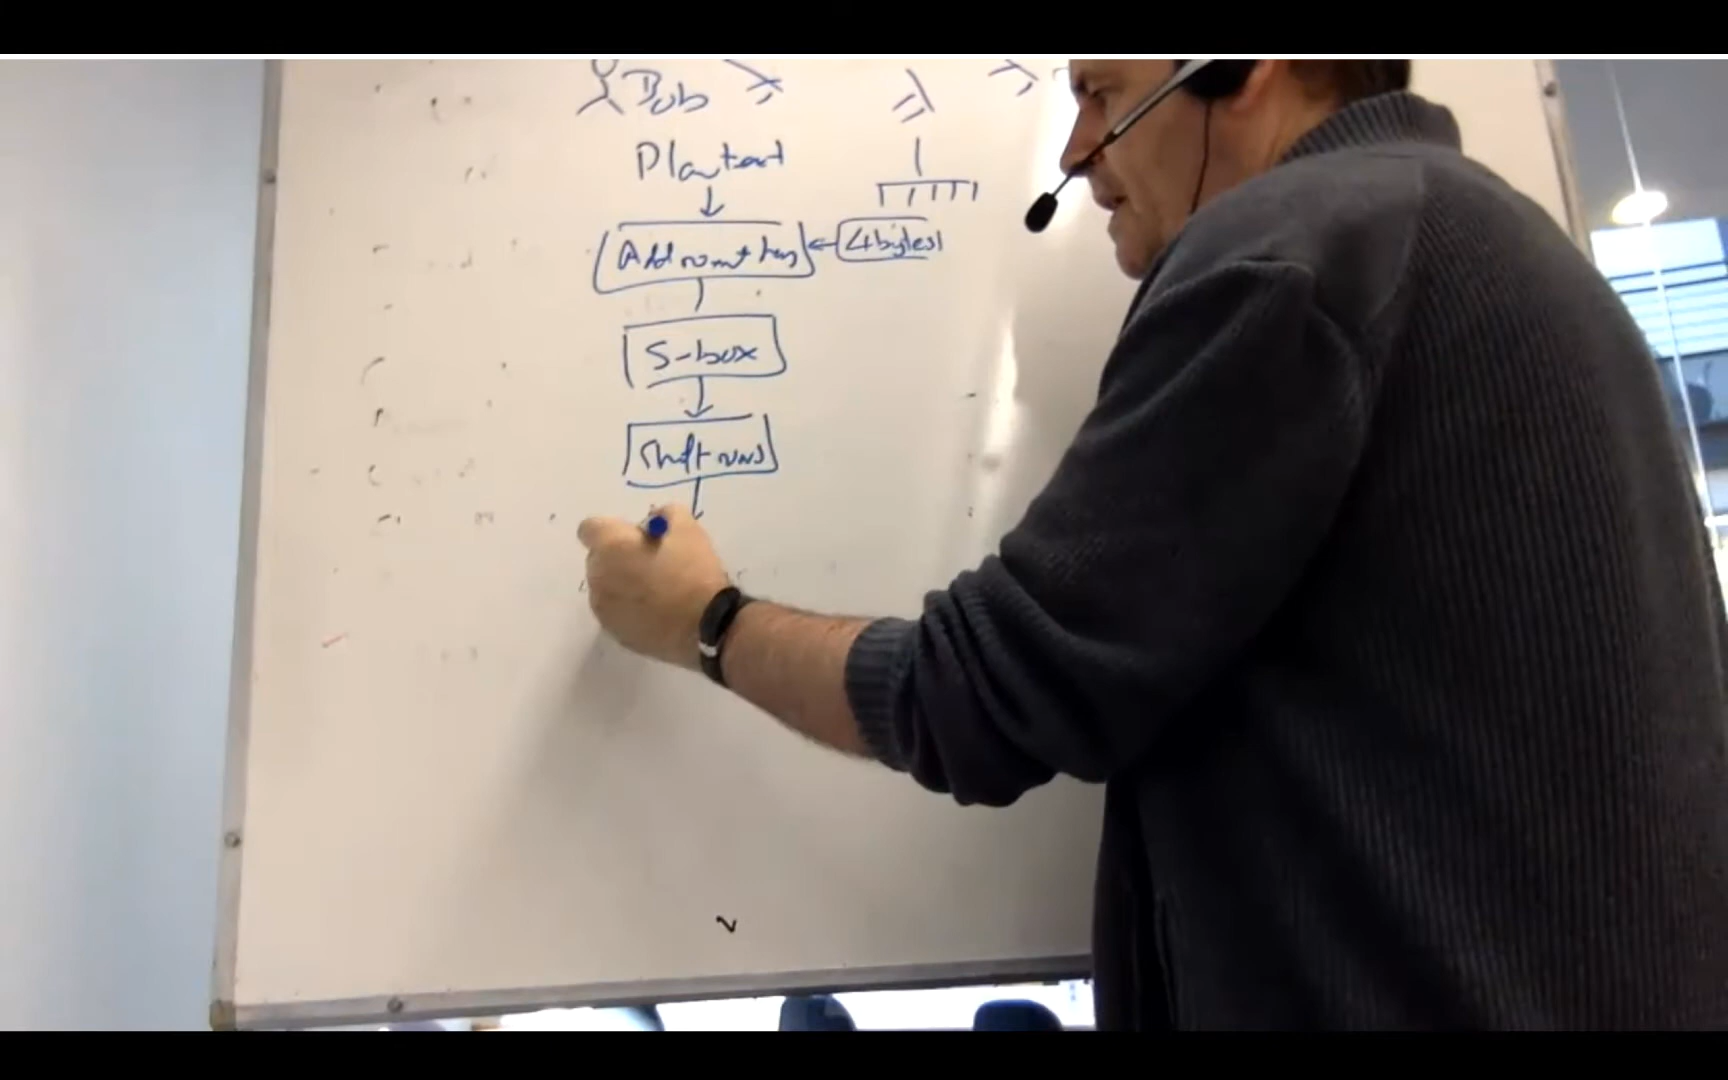 Bob
Plaintext
Add round key
4 bytes
S-box
Shift rows